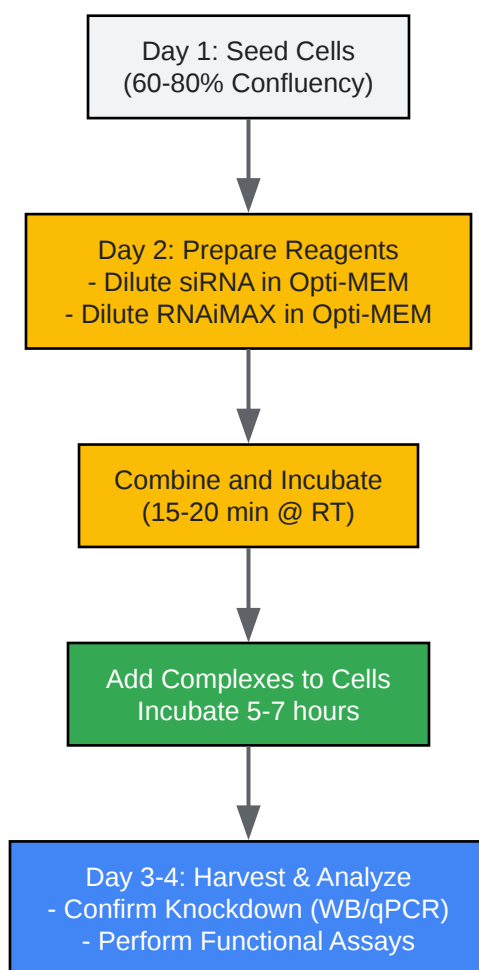 Day 1: Seed Cells
(60-80% Confluency)
Day 2: Prepare Reagents
- Dilute siRNA in Opti-MEM
- Dilute RNAiMAX in Opti-MEM
Combine and Incubate
(15-20 min @ RT)
Add Complexes to Cells
Incubate 5-7 hours
Day 3-4: Harvest & Analyze
- Confirm Knockdown (WB/qPCR)
- Perform Functional Assays